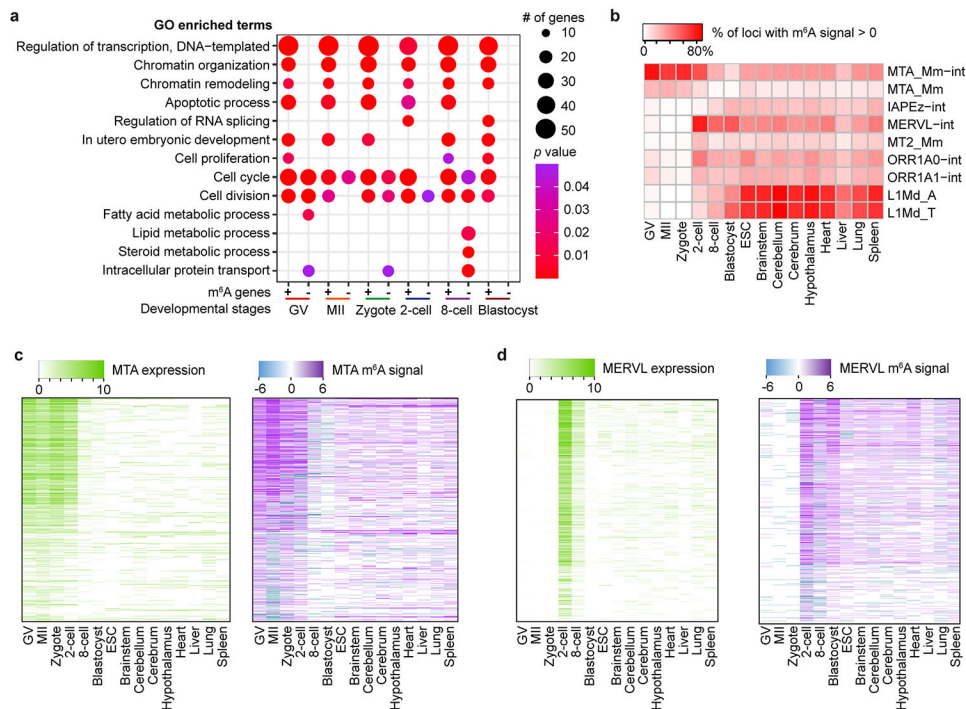 a
GO enriched terms
Regulation of transcription, DNA−templated
Chromatin organization
Chromatin remodeling
Apoptotic process
Regulation of RNA splicing
In utero embryonic development
Cell proliferation
Cell cycle
Cell division
Fatty acid metabolic process
Lipid metabolic process
Steroid metabolic process
Intracellular protein transport
m⁶A genes
+ - + - + - + - + - + -
Developmental stages
GV MII Zygote 2-cell 8-cell Blastocyst
# of genes
10
20
30
40
50
p value
0.04
0.03
0.02
0.01
b
% of loci with m⁶A signal > 0
0 80%
MTA_Mm−int
MTA_Mm
IAPEz−int
MERVL−int
MT2_Mm
ORR1A0−int
ORR1A1−int
L1Md_A
L1Md_T
GV
MII
Zygote
2-cell
8-cell
Blastocyst
ESC
Brainstem
Cerebellum
Cerebrum
Hypothalamus
Heart
Liver
Lung
Spleen
c
MTA expression
0 10
GV
MII
Zygote
2-cell
8-cell
Blastocyst
ESC
Brainstem
Cerebellum
Cerebrum
Hypothalamus
Heart
Liver
Lung
Spleen
MTA m⁶A signal
-6 0 6
GV
MII
Zygote
2-cell
8-cell
Blastocyst
ESC
Brainstem
Cerebellum
Cerebrum
Hypothalamus
Heart
Liver
Lung
Spleen
d
MERVL expression
0 10
GV
MII
Zygote
2-cell
8-cell
Blastocyst
ESC
Brainstem
Cerebellum
Cerebrum
Hypothalamus
Heart
Liver
Lung
Spleen
MERVL m⁶A signal
-6 0 6
GV
MII
Zygote
2-cell
8-cell
Blastocyst
ESC
Brainstem
Cerebellum
Cerebrum
Hypothalamus
Heart
Liver
Lung
Spleen